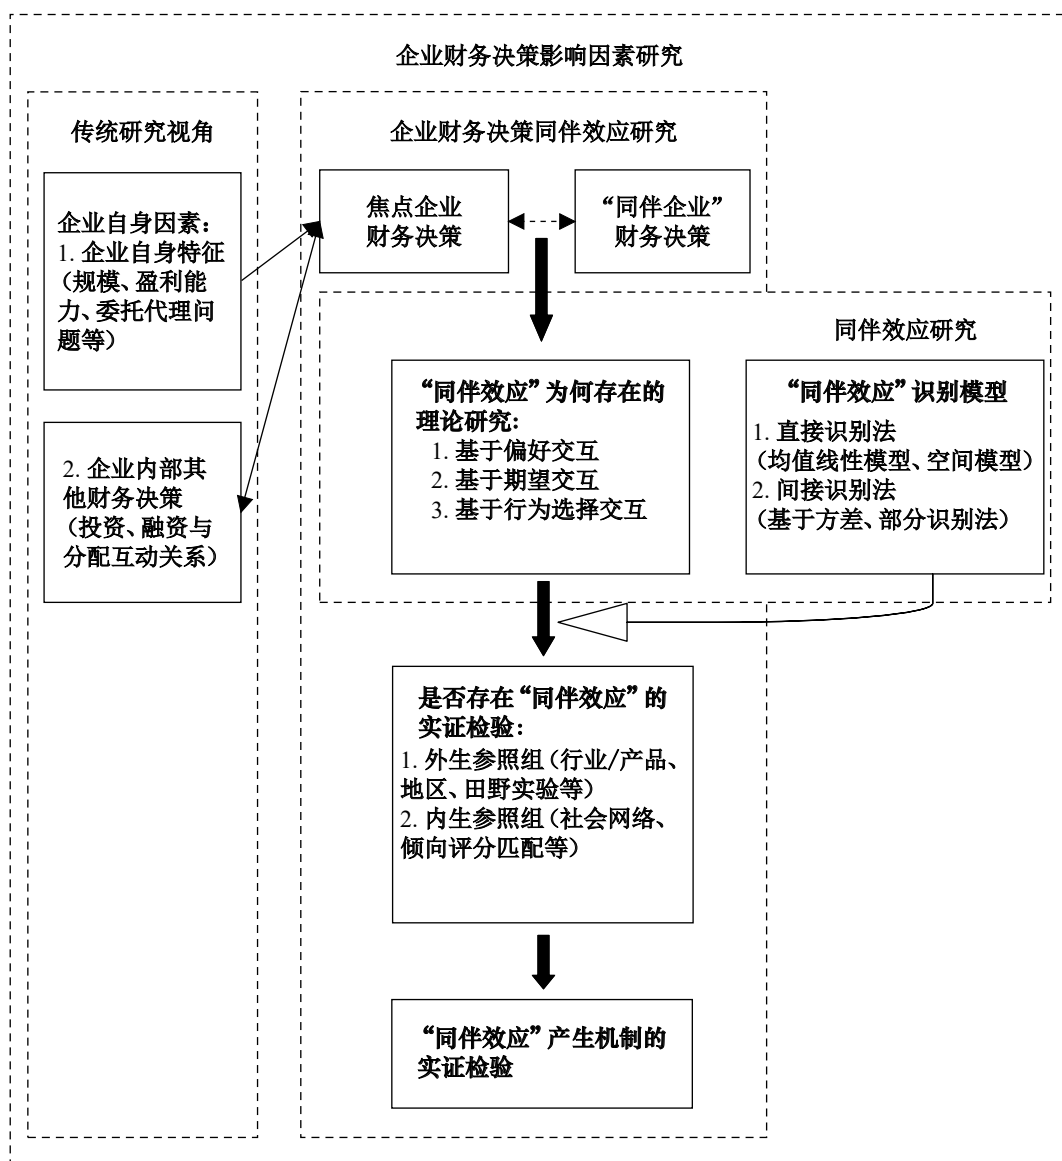 企业财务决策影响因素研究
传统研究视角
企业自身因素：
1. 企业自身特征
（规模、盈利能
力、委托代理问
题等）
2. 企业内部其
他财务决策
（投资、融资与
分配互动关系）
企业财务决策同伴效应研究
焦点企业
财务决策
“同伴企业”
财务决策
同伴效应研究
“同伴效应”为何存在的
理论研究：
1. 基于偏好交互
2. 基于期望交互
3. 基于行为选择交互
“同伴效应”识别模型
1. 直接识别法
（均值线性模型、空间模型）
2. 间接识别法
（基于方差、部分识别法）
是否存在“同伴效应”的
实证检验：
1. 外生参照组（行业/产品、
地区、田野实验等）
2. 内生参照组（社会网络、
倾向评分匹配等）
“同伴效应”产生机制的
实证检验